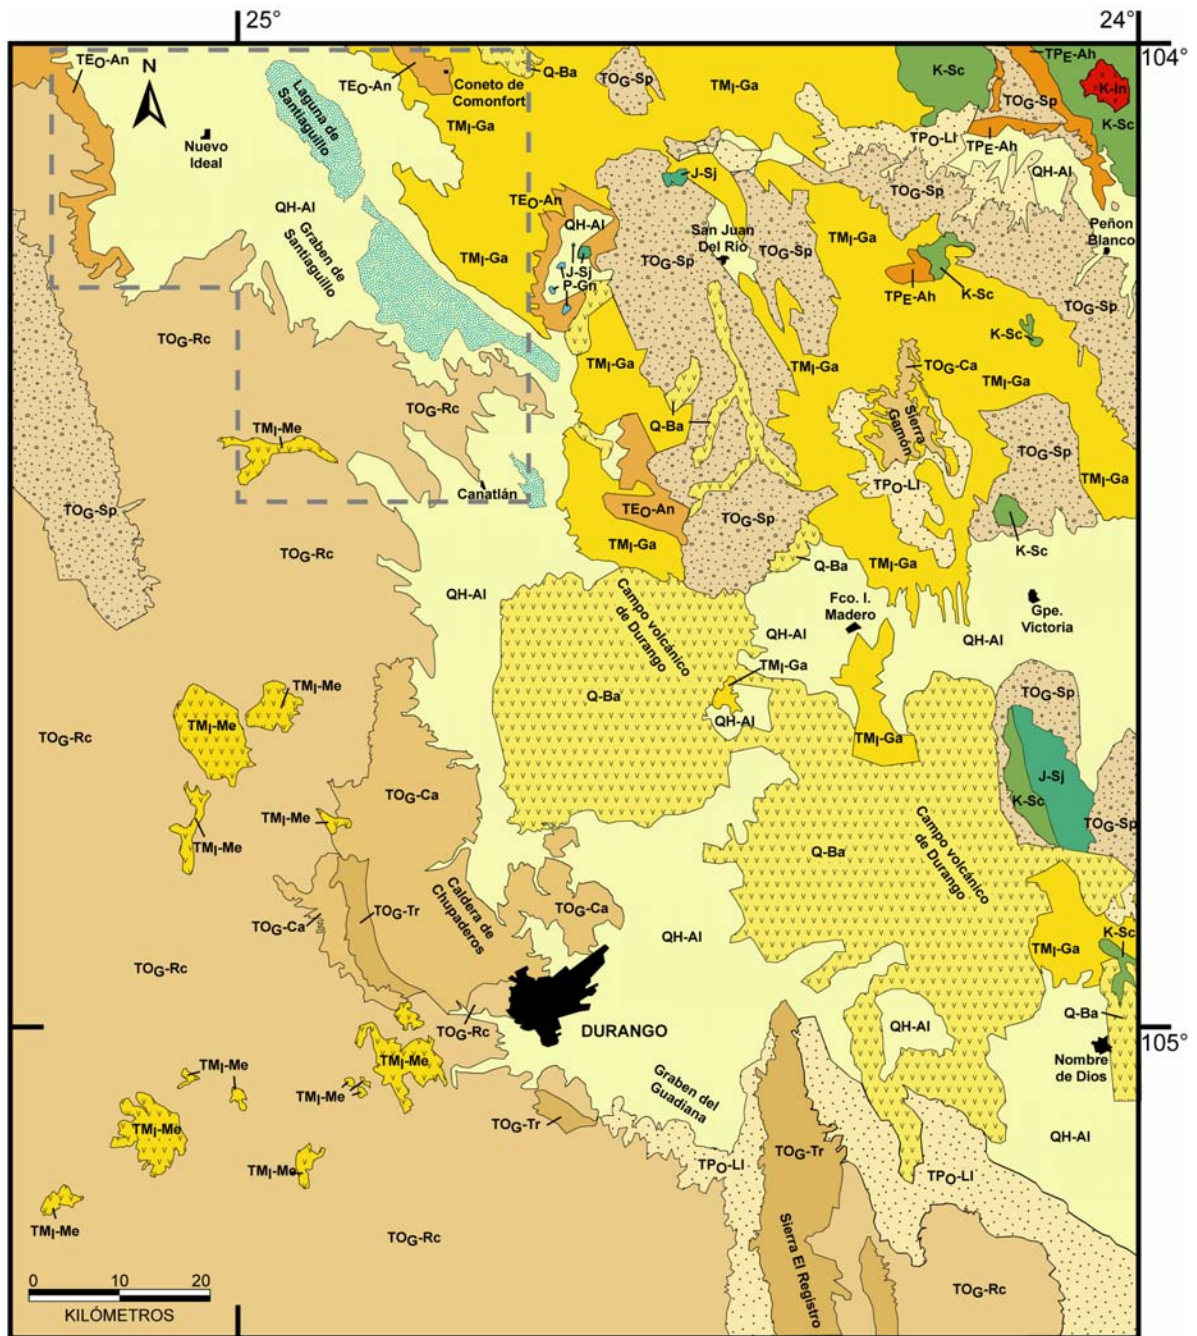 25°
24°
104°
TEO-An
N
TEO-An
Coneto de
Comonfort
Q-Ba
TOG-Sp
TMI-Ga
K-Sc
TPE-Ah
TOG-Sp
K-In
K-Sc
Laguna de
Santiaguillo
Nuevo
Ideal
TMI-Ga
TPO-Ll
TPE-Ah
J-Sj
QH-Al
TOG-Sp
TEO-An
QH-Al
QH-Al
Graben de
Santiaguillo
San Juan
Del Río
TOG-Sp
TOG-Sp
TMI-Ga
Peñon
Blanco
TMI-Ga
J-Sj
P-Gn
TPE-Ah
K-Sc
TOG-Sp
TOG-Rc
K-Sc
TMI-Ga
TMI-Ga
TOG-Ca
TMI-Ga
TOG-Rc
Sierra
Gamón
TMI-Me
Q-Ba
TOG-Sp
TMI-Ga
Canatlán
TPO-Ll
TOG-Sp
TEO-An
TOG-Sp
TOG-Rc
TMI-Ga
K-Sc
Q-Ba
TMI-Ga
QH-Al
Campo volcánico
de Durango
Fco. I.
Madero
Gpe.
Victoria
QH-Al
QH-Al
TMI-Ga
TMI-Me
TOG-Sp
Q-Ba
TMI-Me
QH-Al
TOG-Rc
TMI-Ga
J-Sj
TOG-Ca
K-Sc
TMI-Me
TOG-Sp
TMI-Me
Q-Ba
Campo volcánico
de Durango
Caldera de
Chupaderos
TOG-Tr
TOG-Ca
TOG-Ca
K-Sc
QH-Al
TMI-Ga
TOG-Rc
Q-Ba
TOG-Rc
DURANGO
QH-Al
105°
TMI-Me
TMI-Me
Nombre
de Dios
TMI-Me
Graben del
Guadiana
TOG-Tr
TMI-Me
QH-Al
TOG-Tr
TMI-Me
TPO-Ll
TPO-Ll
TMI-Me
TOG-Rc
Sierra El Registro
0 10 20
TOG-Rc
KILÓMETROS